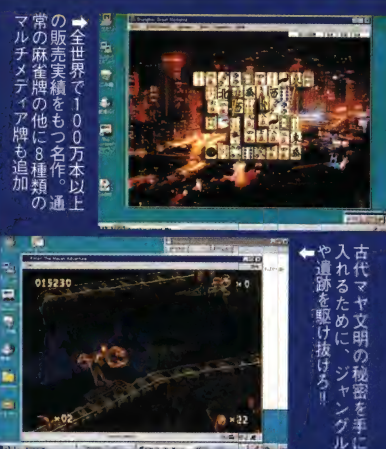 ➡全世界で100万本以上
の販売実績をもつ名作。通
常の麻雀牌の他に8種類の
マルチメディア牌も追加
015230
×0
×02
×22
古代マヤ文明の秘密を手に
入れるために、ジャングル
や遺跡を駆け抜けろ!!
⬅